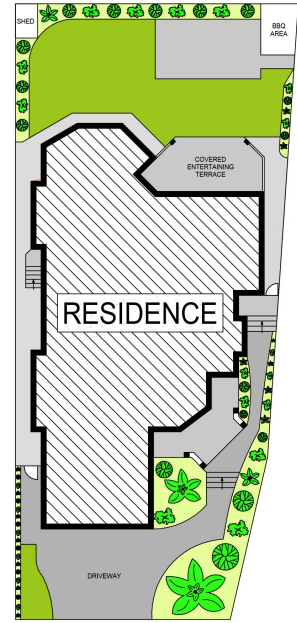 SHED
BBQ
AREA
COVERED
ENTERTAINING
TERRACE
RESIDENCE
DRIVEWAY